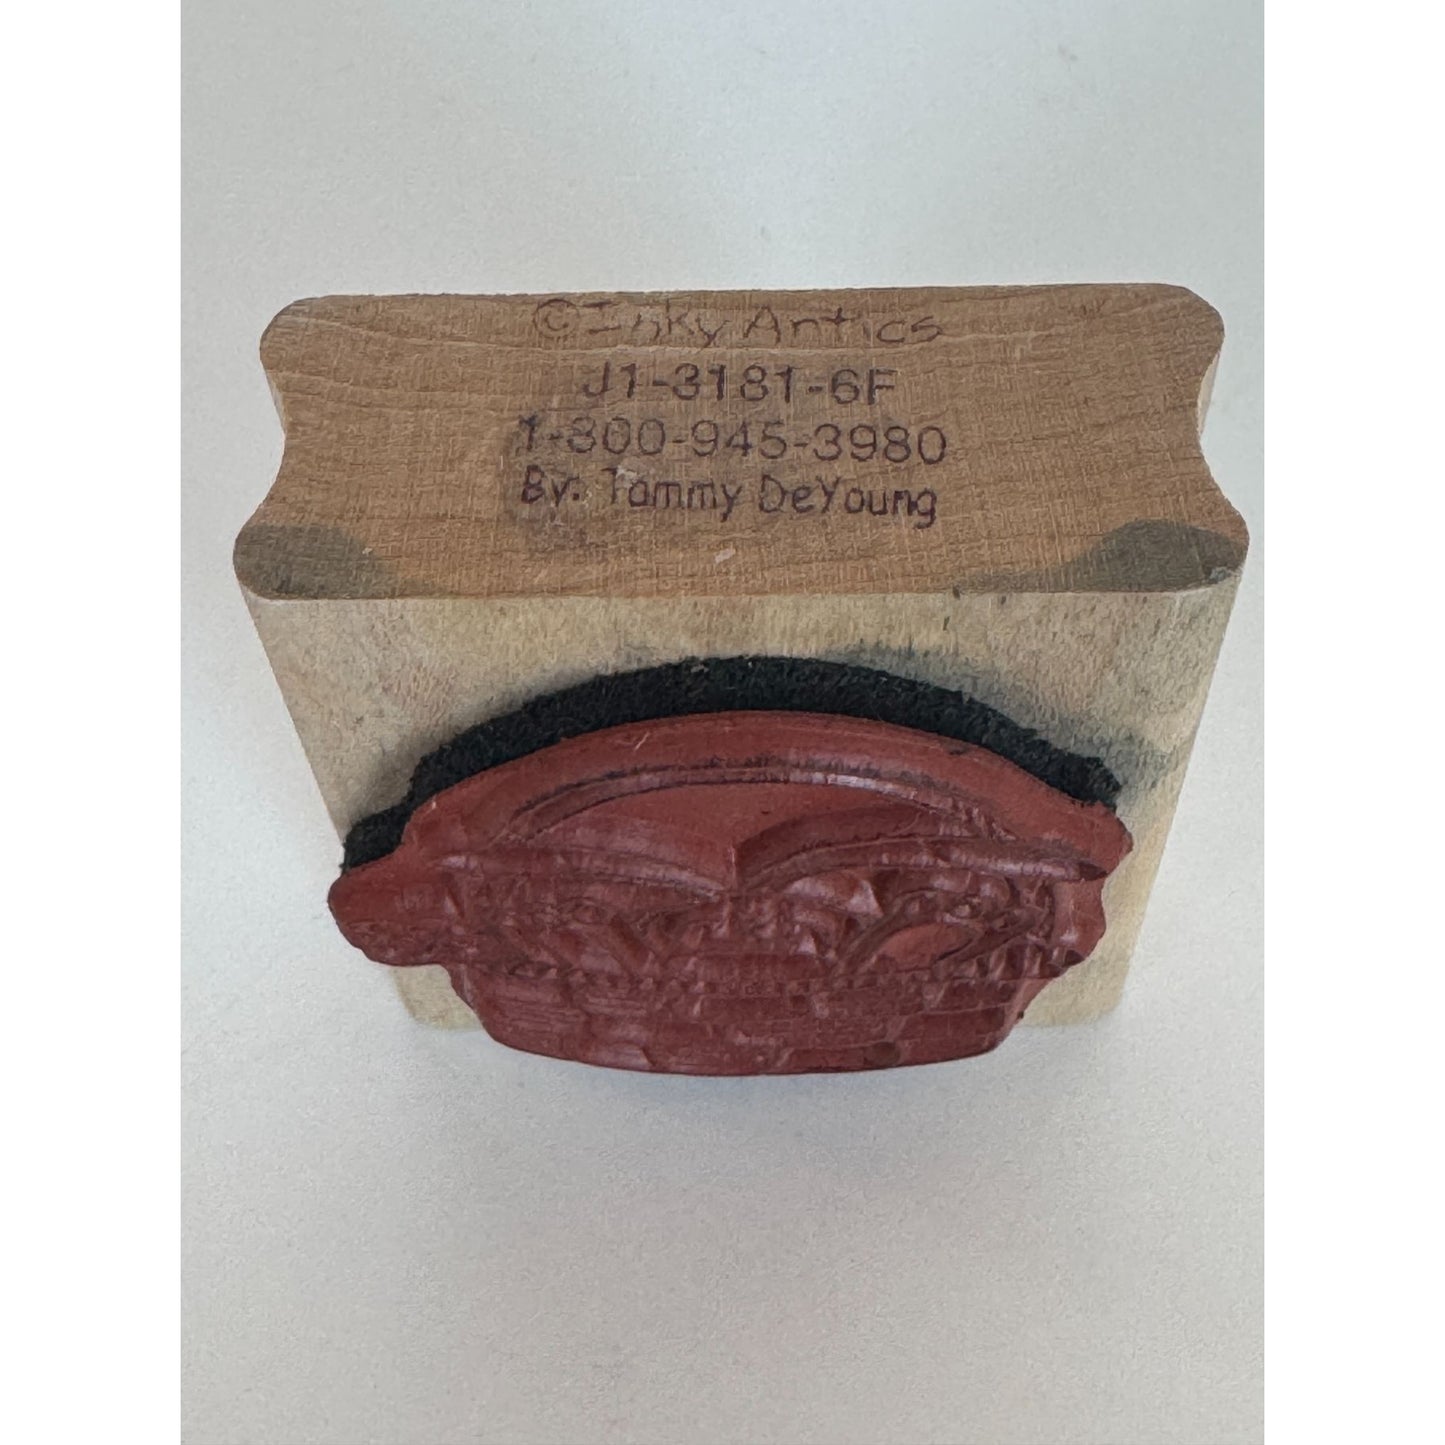 ©Inky Antics
J1-3181-6F
1-800-945-3980
By: Tammy DeYoung